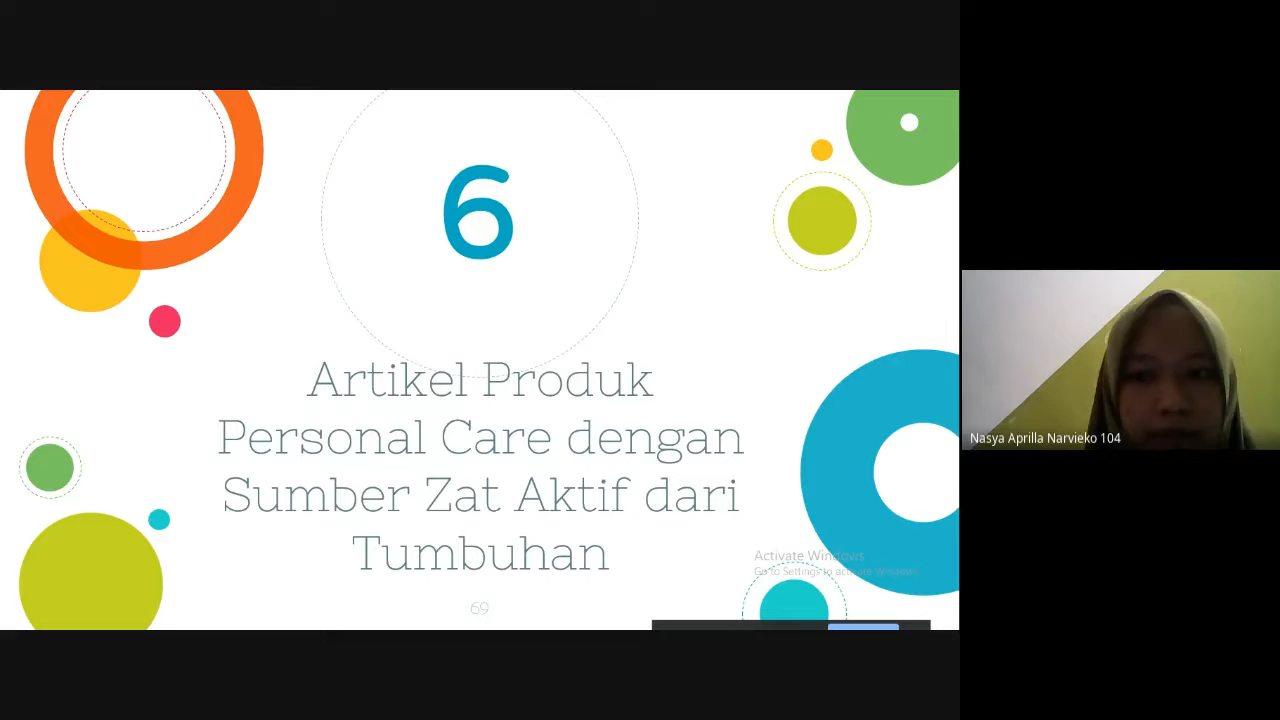 6
Artikel Produk
Personal Care dengan
Sumber Zat Aktif dari
Tumbuhan
69
Activate Windows
Go to Settings to activate Windows.
Nasya Aprilla Narvieko 104